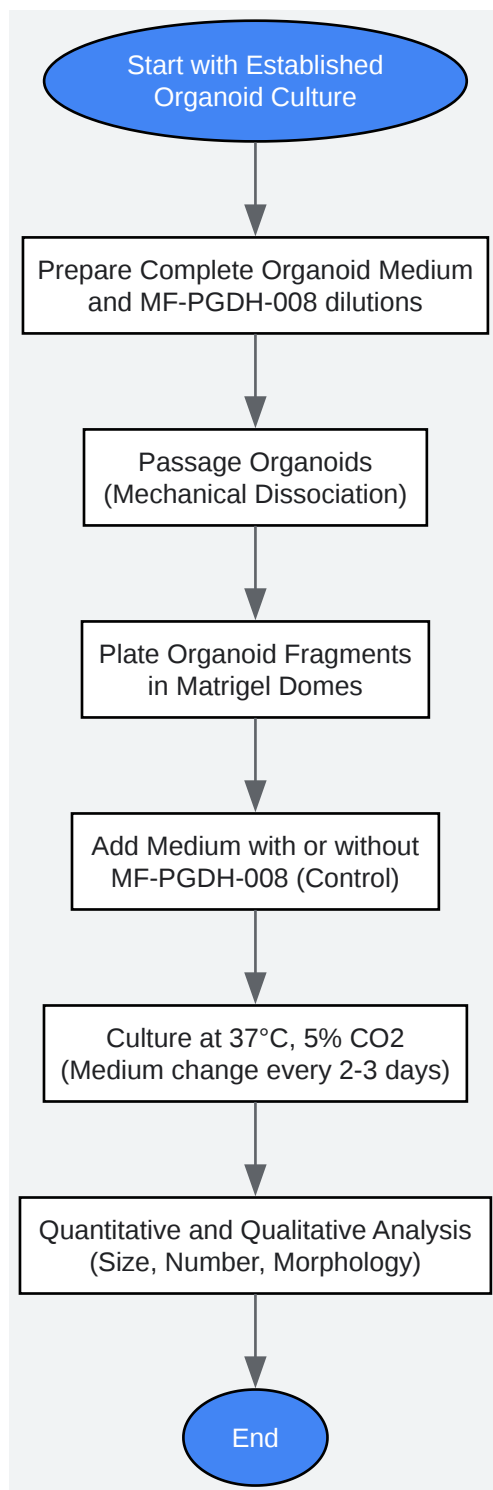 Start with Established
Organoid Culture
Prepare Complete Organoid Medium
and MF-PGDH-008 dilutions
Passage Organoids
(Mechanical Dissociation)
Plate Organoid Fragments
in Matrigel Domes
Add Medium with or without
MF-PGDH-008 (Control)
Culture at 37°C, 5% CO2
(Medium change every 2-3 days)
Quantitative and Qualitative Analysis
(Size, Number, Morphology)
End